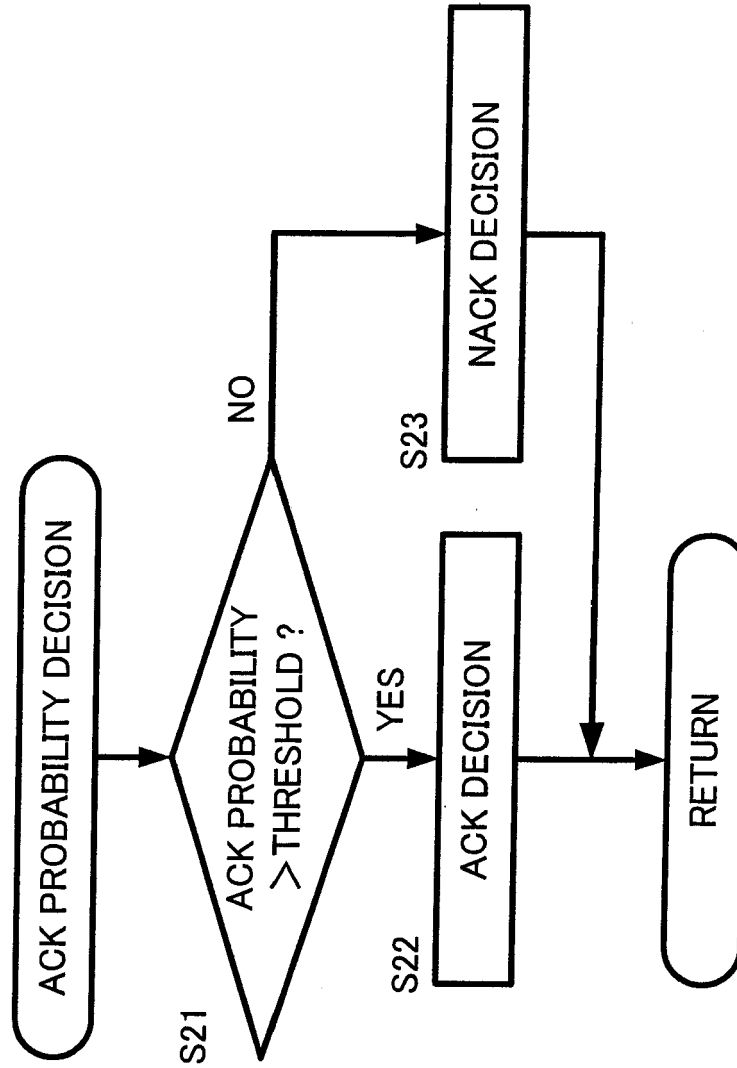 ACK PROBABILITY DECISION
S21
ACK PROBABILITY
>THRESHOLD ?
NO
YES
S22
ACK DECISION
S23
NACK DECISION
RETURN